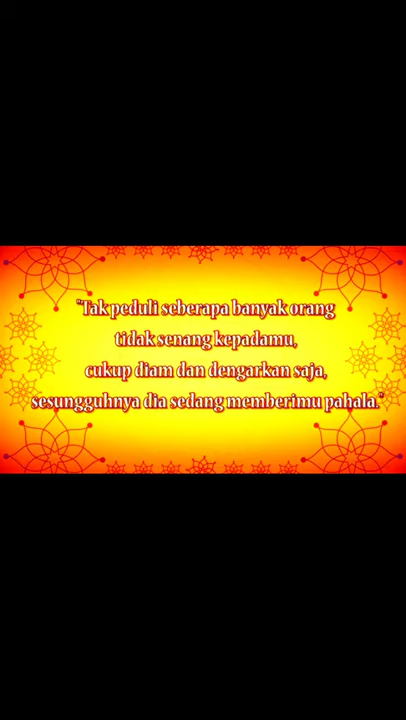 "Tak peduli seberapa banyak orang
tidak senang kepadamu,
cukup diam dan dengarkan saja,
sesungguhnya dia sedang memberimu pahala."